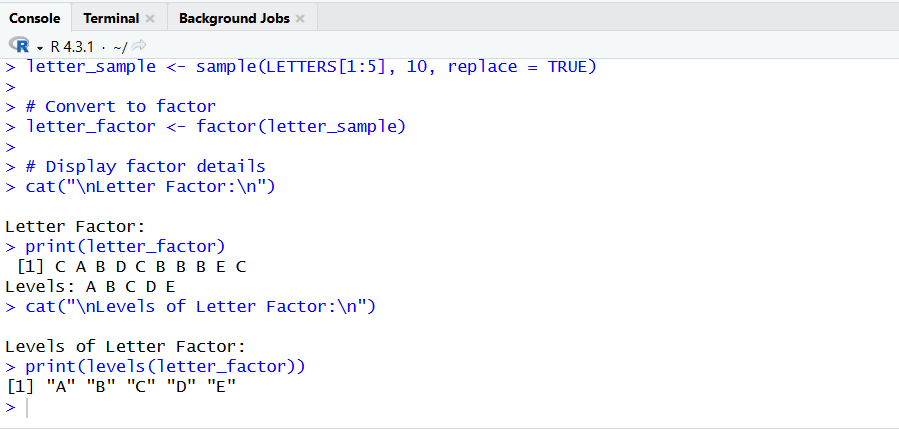 Console Terminal Background Jobs
R R 4.3.1 · ~/
> letter_sample <- sample(LETTERS[1:5], 10, replace = TRUE)
>
> # Convert to factor
> letter_factor <- factor(letter_sample)
>
> # Display factor details
> cat("\nLetter Factor:\n")

Letter Factor:
> print(letter_factor)
 [1] C A B D C B B B E C
Levels: A B C D E
> cat("\nLevels of Letter Factor:\n")

Levels of Letter Factor:
> print(levels(letter_factor))
[1] "A" "B" "C" "D" "E"
>